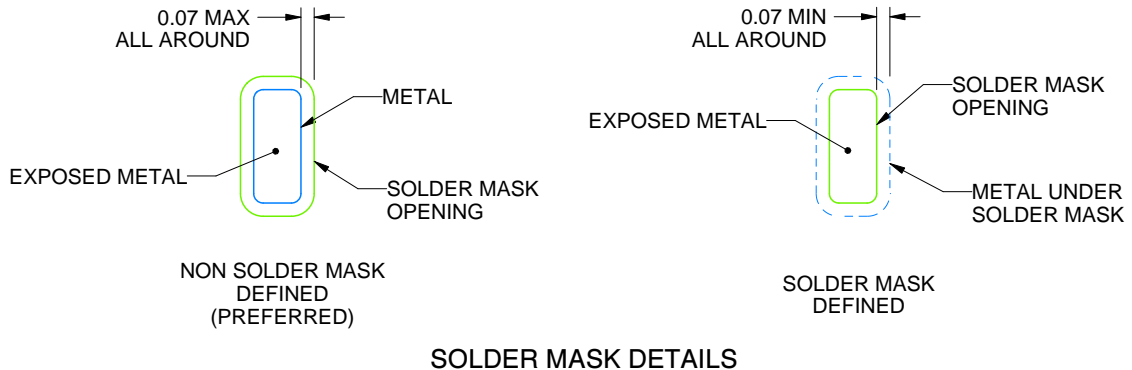 0.07 MAX
ALL AROUND
METAL
EXPOSED METAL
SOLDER MASK
OPENING
NON SOLDER MASK
DEFINED
(PREFERRED)
0.07 MIN
ALL AROUND
SOLDER MASK
OPENING
EXPOSED METAL
METAL UNDER
SOLDER MASK
SOLDER MASK
DEFINED
SOLDER MASK DETAILS